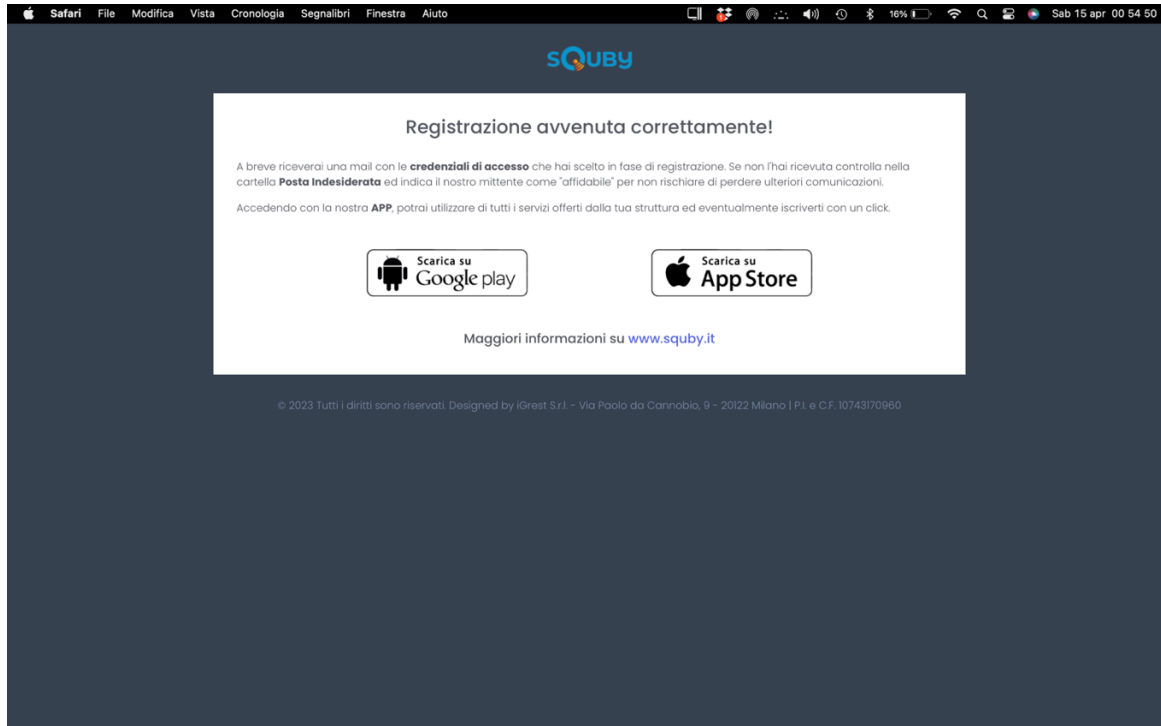 Safari File Modifica Vista Cronologia Segnalibri Finestra Aiuto 16% Sab 15 apr 00 54 50
sQUBY
Registrazione avvenuta correttamente!
A breve riceverai una mail con le credenziali di accesso che hai scelto in fase di registrazione. Se non l'hai ricevuta controlla nella
cartella Posta Indesiderata ed indica il nostro mittente come "affidabile" per non rischiare di perdere ulteriori comunicazioni.
Accedendo con la nostra APP, potrai utilizzare di tutti i servizi offerti dalla tua struttura ed eventualmente iscriverti con un click.
Scarica su
Google play
Scarica su
App Store
Maggiori informazioni su www.squby.it
© 2023 Tutti i diritti sono riservati. Designed by iGrest S.r.l. - Via Paolo da Cannobio, 9 - 20122 Milano | P.I. e C.F. 10743170960